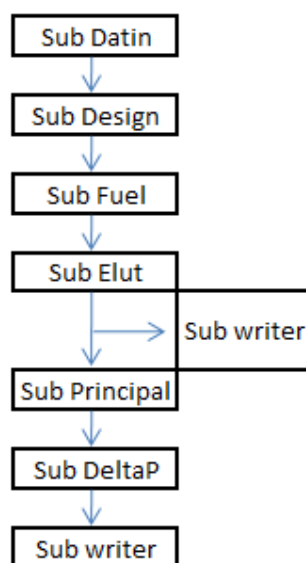 Sub Datin
Sub Design
Sub Fuel
Sub Elut
Sub writer
Sub Principal
Sub DeltaP
Sub writer